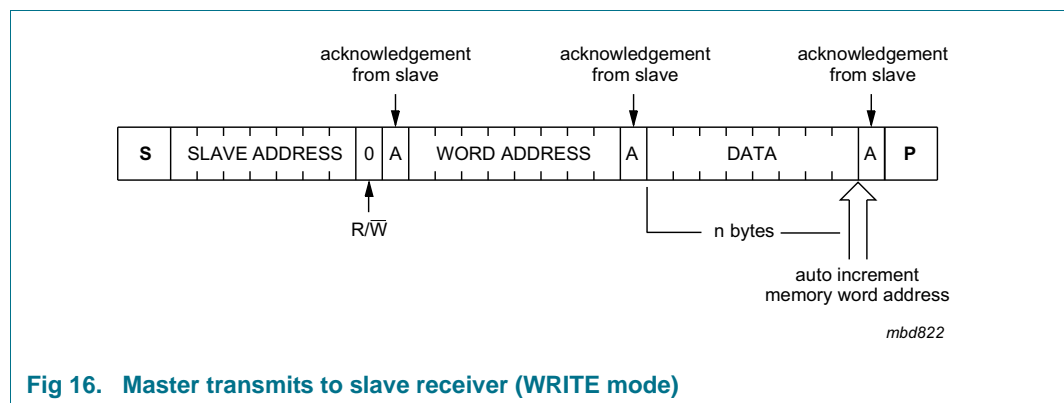 acknowledgement acknowledgement acknowledgement
from slave from slave from slave
S SLAVE ADDRESS 0 A WORD ADDRESS A DATA A P
R/W̅
n bytes
auto increment
memory word address
mbd822
Fig 16. Master transmits to slave receiver (WRITE mode)